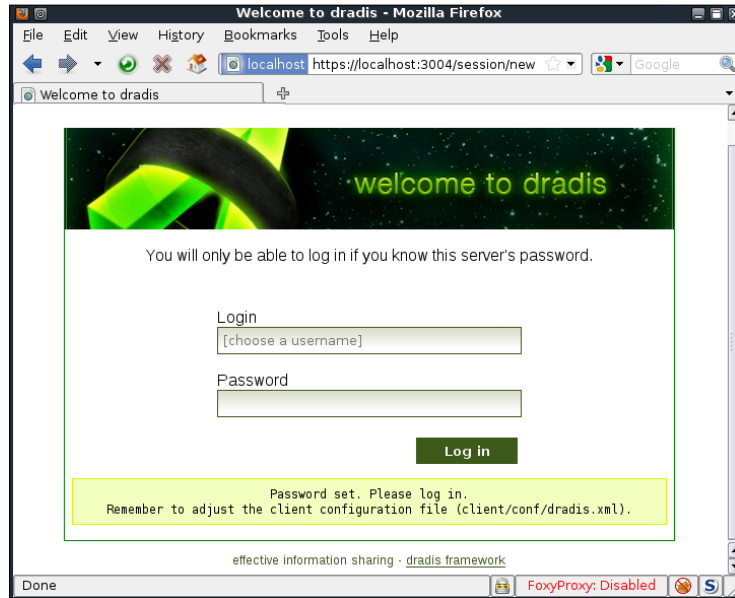 Welcome to dradis - Mozilla Firefox
File Edit View History Bookmarks Tools Help
localhost https://localhost:3004/session/new Google
Welcome to dradis
welcome to dradis
You will only be able to log in if you know this server's password.
Login
[choose a username]
Password
Log in
Password set. Please log in.
Remember to adjust the client configuration file (client/conf/dradis.xml).
effective information sharing - dradis framework
Done FoxyProxy: Disabled S